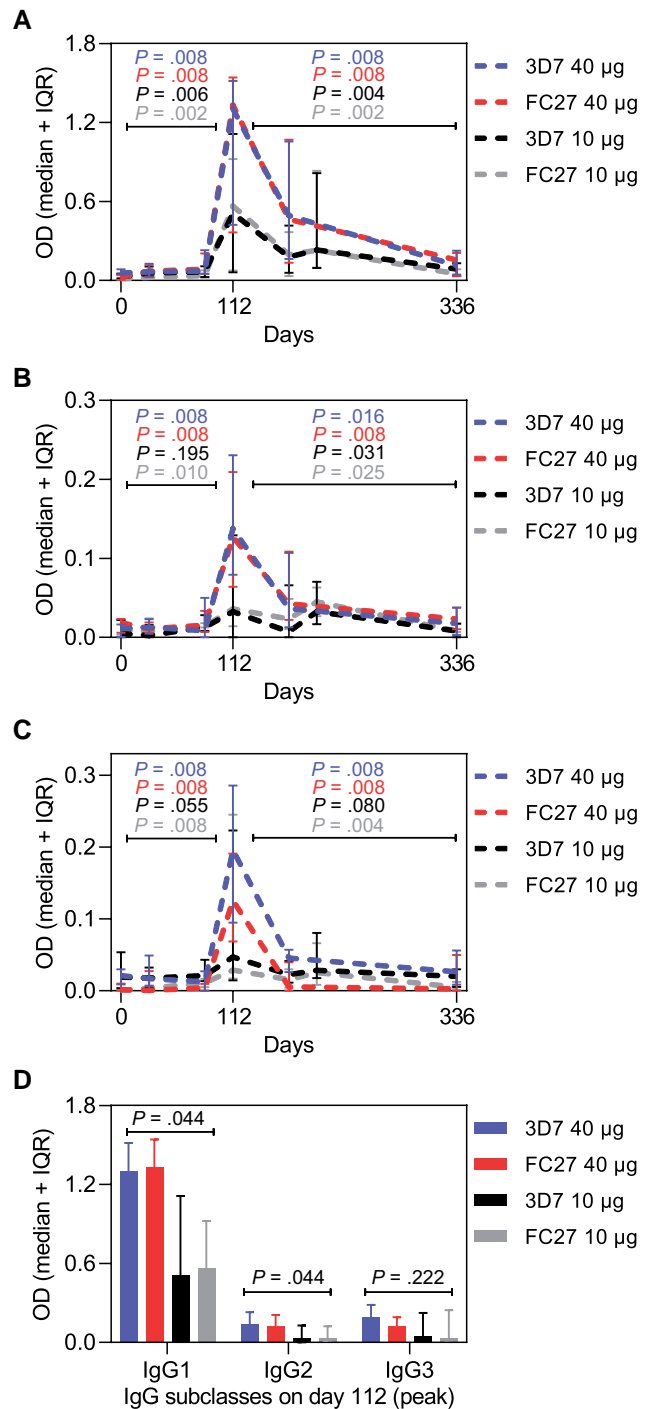 A
OD (median + IQR)
1.8
1.2
0.6
0.0
P = .008
P = .008
P = .006
P = .002
P = .008
P = .008
P = .004
P = .002
0
112
336
Days
3D7 40 µg
FC27 40 µg
3D7 10 µg
FC27 10 µg
B
OD (median + IQR)
0.3
0.2
0.1
0.0
P = .008
P = .008
P = .195
P = .010
P = .016
P = .008
P = .031
P = .025
0
112
336
Days
3D7 40 µg
FC27 40 µg
3D7 10 µg
FC27 10 µg
C
OD (median + IQR)
0.3
0.2
0.1
0.0
P = .008
P = .008
P = .055
P = .008
P = .008
P = .008
P = .080
P = .004
0
112
336
Days
3D7 40 µg
FC27 40 µg
3D7 10 µg
FC27 10 µg
D
OD (median + IQR)
1.8
1.2
0.6
0.0
P = .044
P = .044
P = .222
IgG1
IgG2
IgG3
IgG subclasses on day 112 (peak)
3D7 40 µg
FC27 40 µg
3D7 10 µg
FC27 10 µg